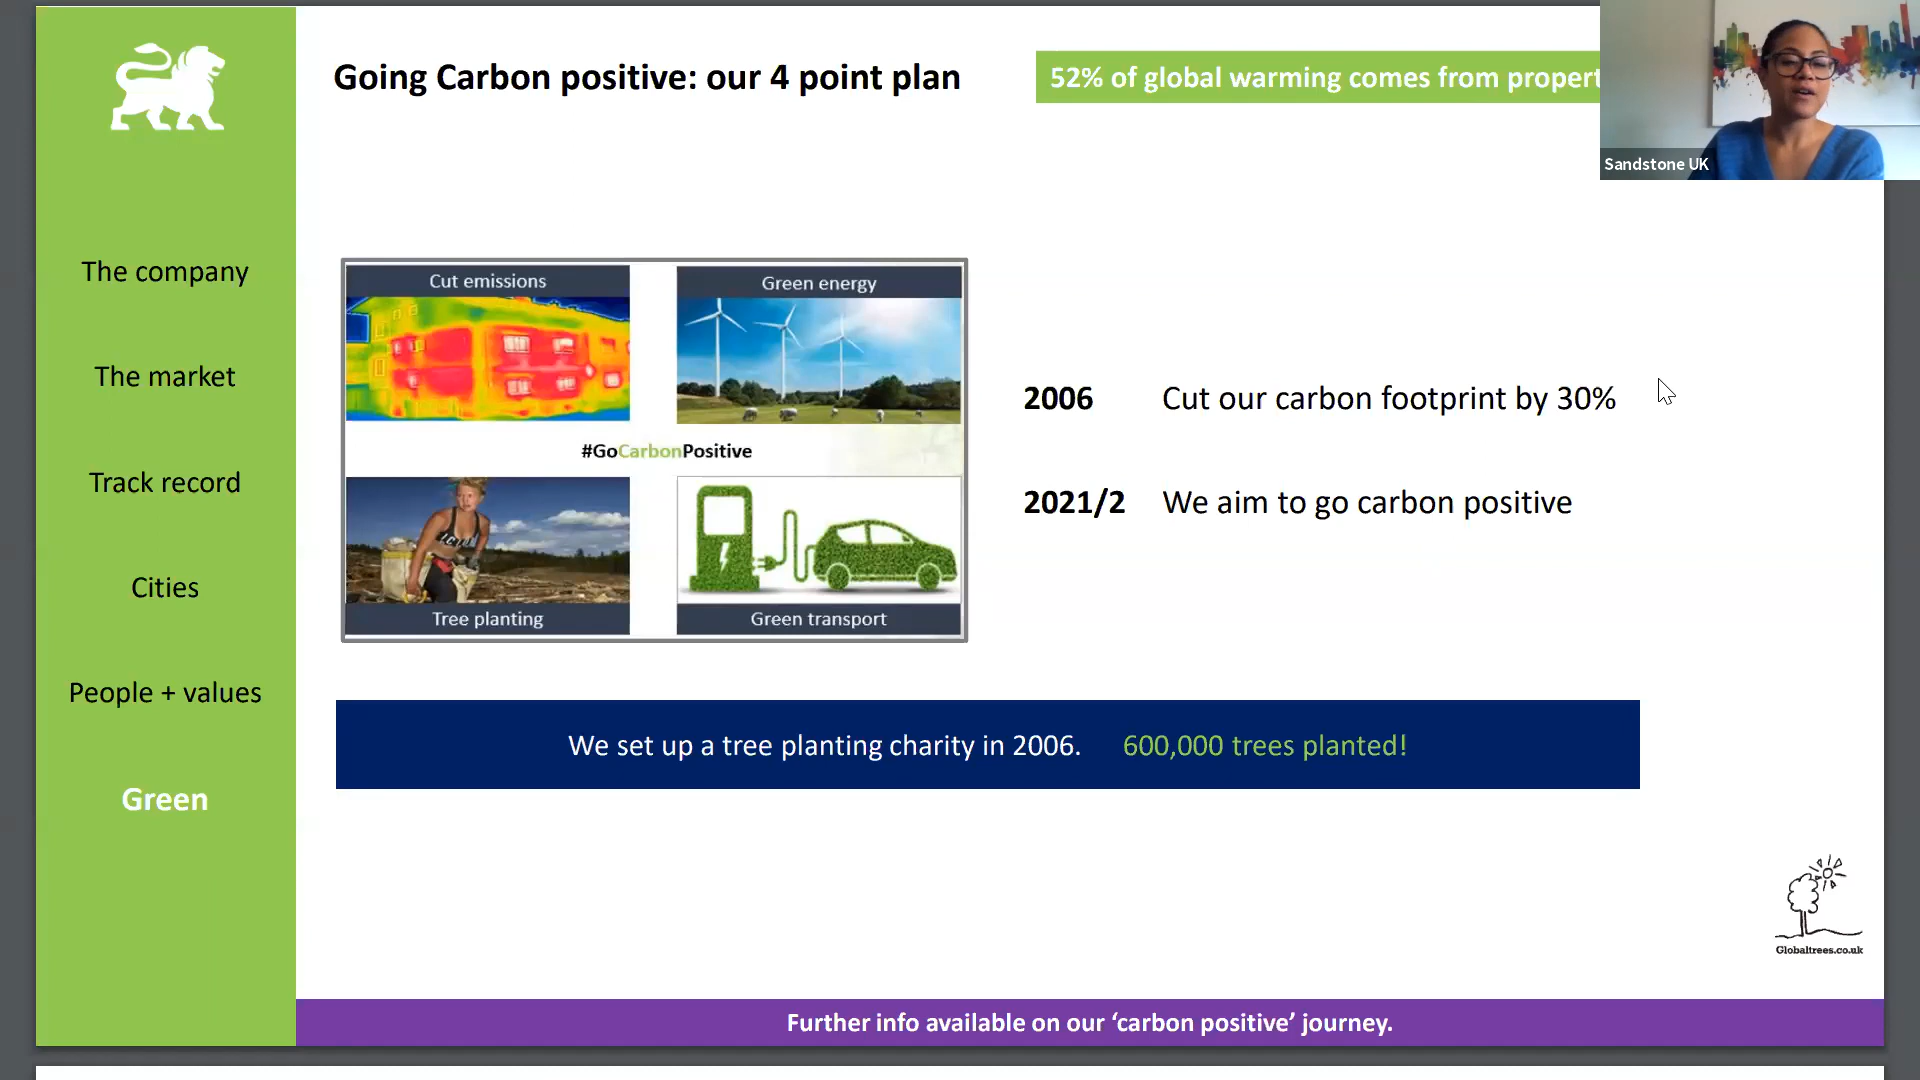 Going Carbon positive: our 4 point plan
52% of global warming comes from propert
Sandstone UK
The company
The market
Track record
Cities
People + values
Green
Cut emissions
Green energy
#GoCarbonPositive
Tree planting
Green transport
2006 Cut our carbon footprint by 30%
2021/2 We aim to go carbon positive
We set up a tree planting charity in 2006. 600,000 trees planted!
Globaltrees.co.uk
Further info available on our ‘carbon positive’ journey.